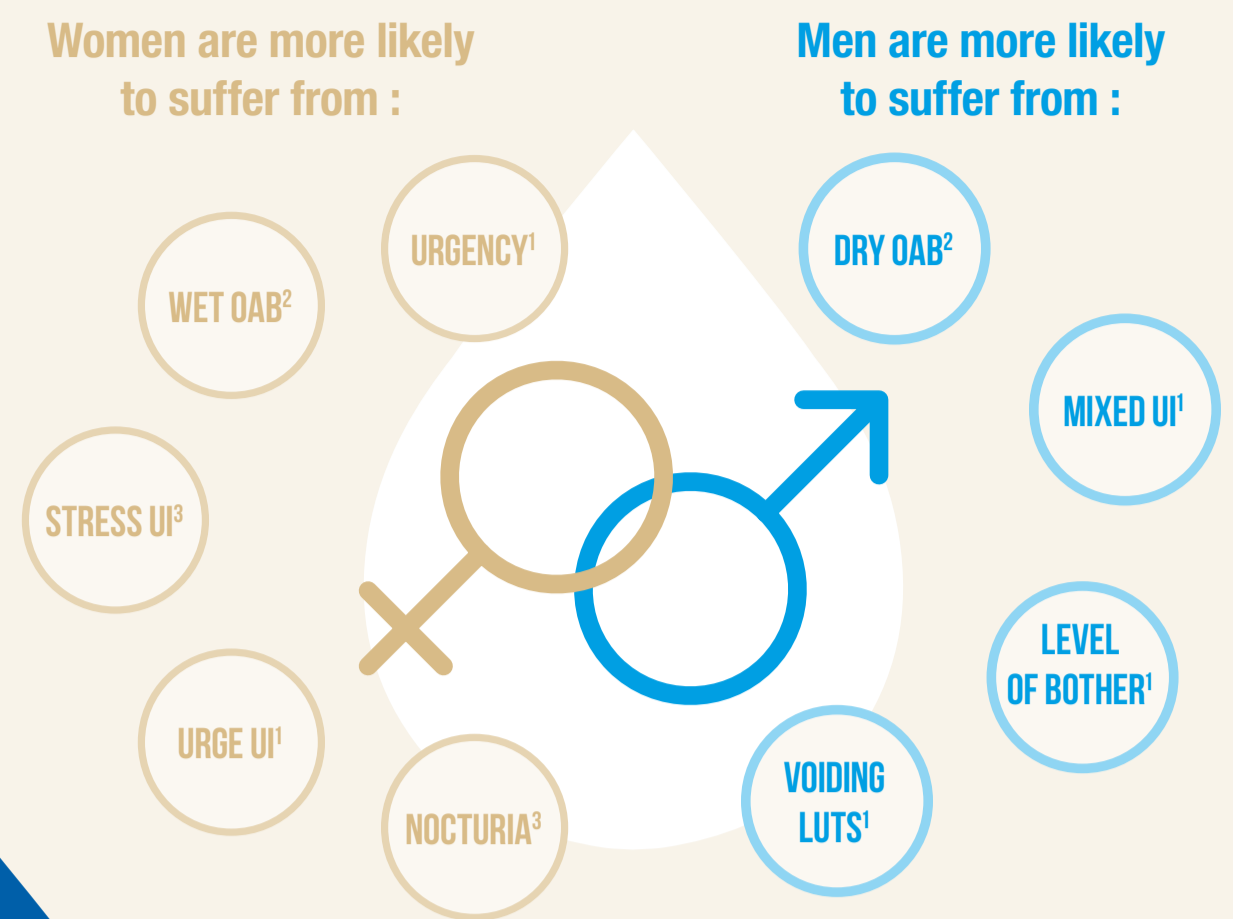 Women are more likely
to suffer from :
URGENCY¹
WET OAB²
STRESS UI³
URGE UI¹
NOCTURIA³
Men are more likely
to suffer from :
DRY OAB²
MIXED UI¹
LEVEL
OF BOTHER¹
VOIDING
LUTS¹